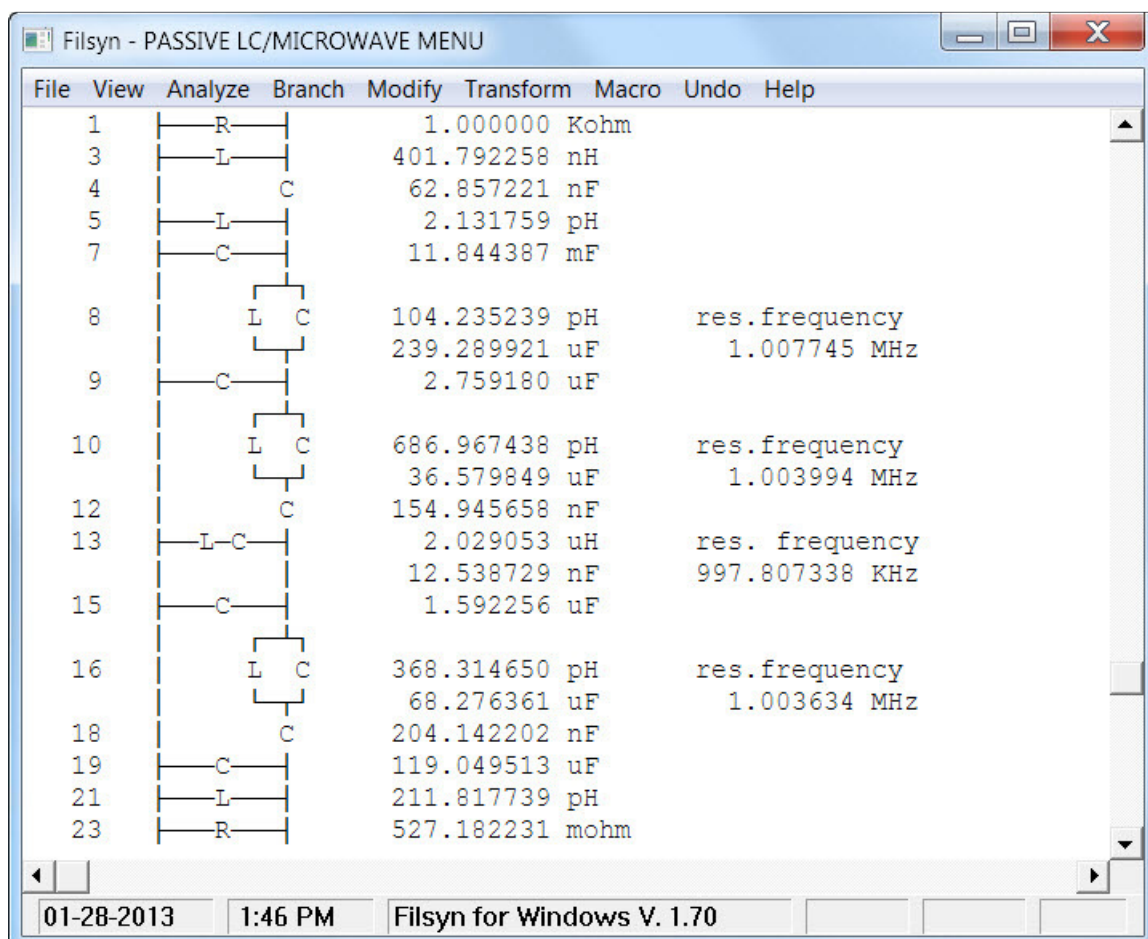 Filsyn - PASSIVE LC/MICROWAVE MENU
File View Analyze Branch Modify Transform Macro Undo Help
1 R 1.000000 Kohm
3 L 401.792258 nH
4 C 62.857221 nF
5 L 2.131759 pH
7 C 11.844387 mF
8 L C 104.235239 pH res.frequency
239.289921 uF 1.007745 MHz
9 C 2.759180 uF
10 L C 686.967438 pH res.frequency
36.579849 uF 1.003994 MHz
12 C 154.945658 nF
13 L-C 2.029053 uH res. frequency
12.538729 nF 997.807338 KHz
15 C 1.592256 uF
16 L C 368.314650 pH res.frequency
68.276361 uF 1.003634 MHz
18 C 204.142202 nF
19 C 119.049513 uF
21 L 211.817739 pH
23 R 527.182231 mohm
01-28-2013 1:46 PM Filsyn for Windows V. 1.70